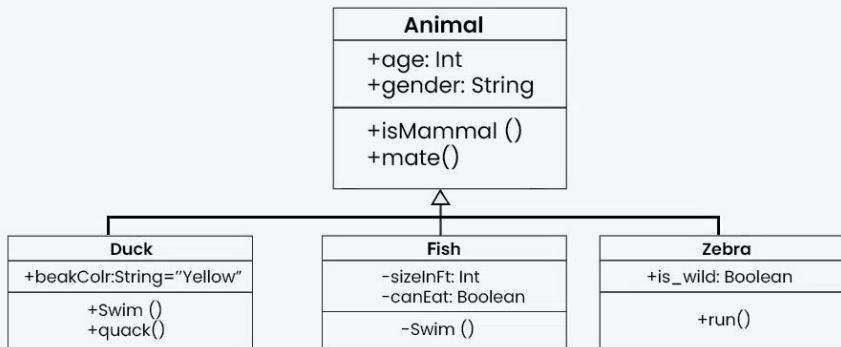 Animal
+age: Int
+gender: String
+isMammal ()
+mate()
Duck
+beakColr:String=”Yellow”
+Swim ()
+quack()
Fish
-sizeInFt: Int
-canEat: Boolean
-Swim ()
Zebra
+is_wild: Boolean
+run()